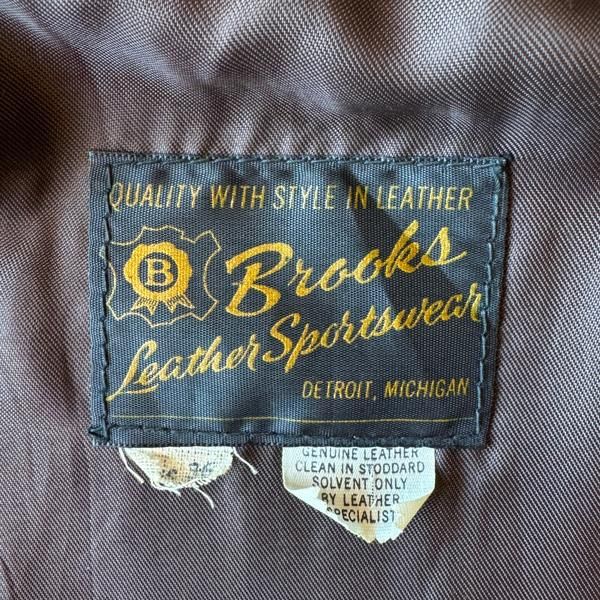 QUALITY WITH STYLE IN LEATHER
B
Brooks
Leather Sportswear
DETROIT, MICHIGAN
GENUINE LEATHER
CLEAN IN STODDARD
SOLVENT ONLY
BY LEATHER
SPECIALIST